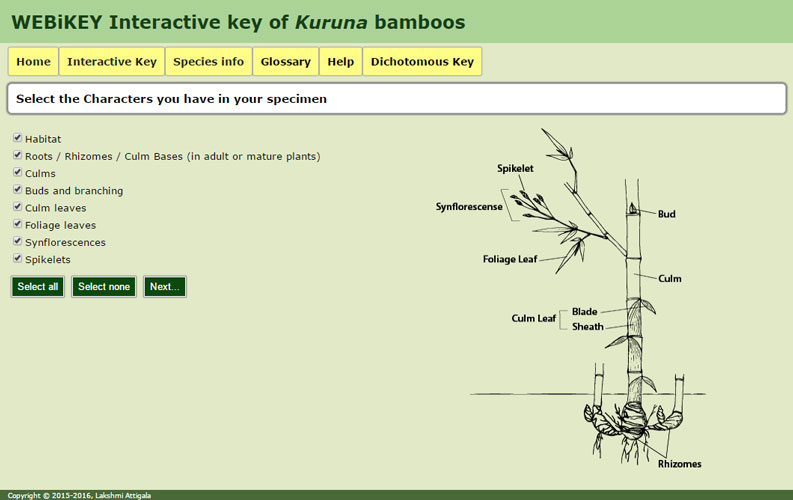 WEBiKEY Interactive key of Kuruna bamboos
Home Interactive Key Species info Glossary Help Dichotomous Key
Select the Characters you have in your specimen
Habitat
Roots / Rhizomes / Culm Bases (in adult or mature plants)
Culms
Buds and branching
Culm leaves
Foliage leaves
Synflorescences
Spikelets
Select all Select none Next...
Spikelet
Synflorescense
Bud
Foliage Leaf
Culm
Culm Leaf
Blade
Sheath
Rhizomes
Copyright © 2015-2016, Lakshmi Attigala